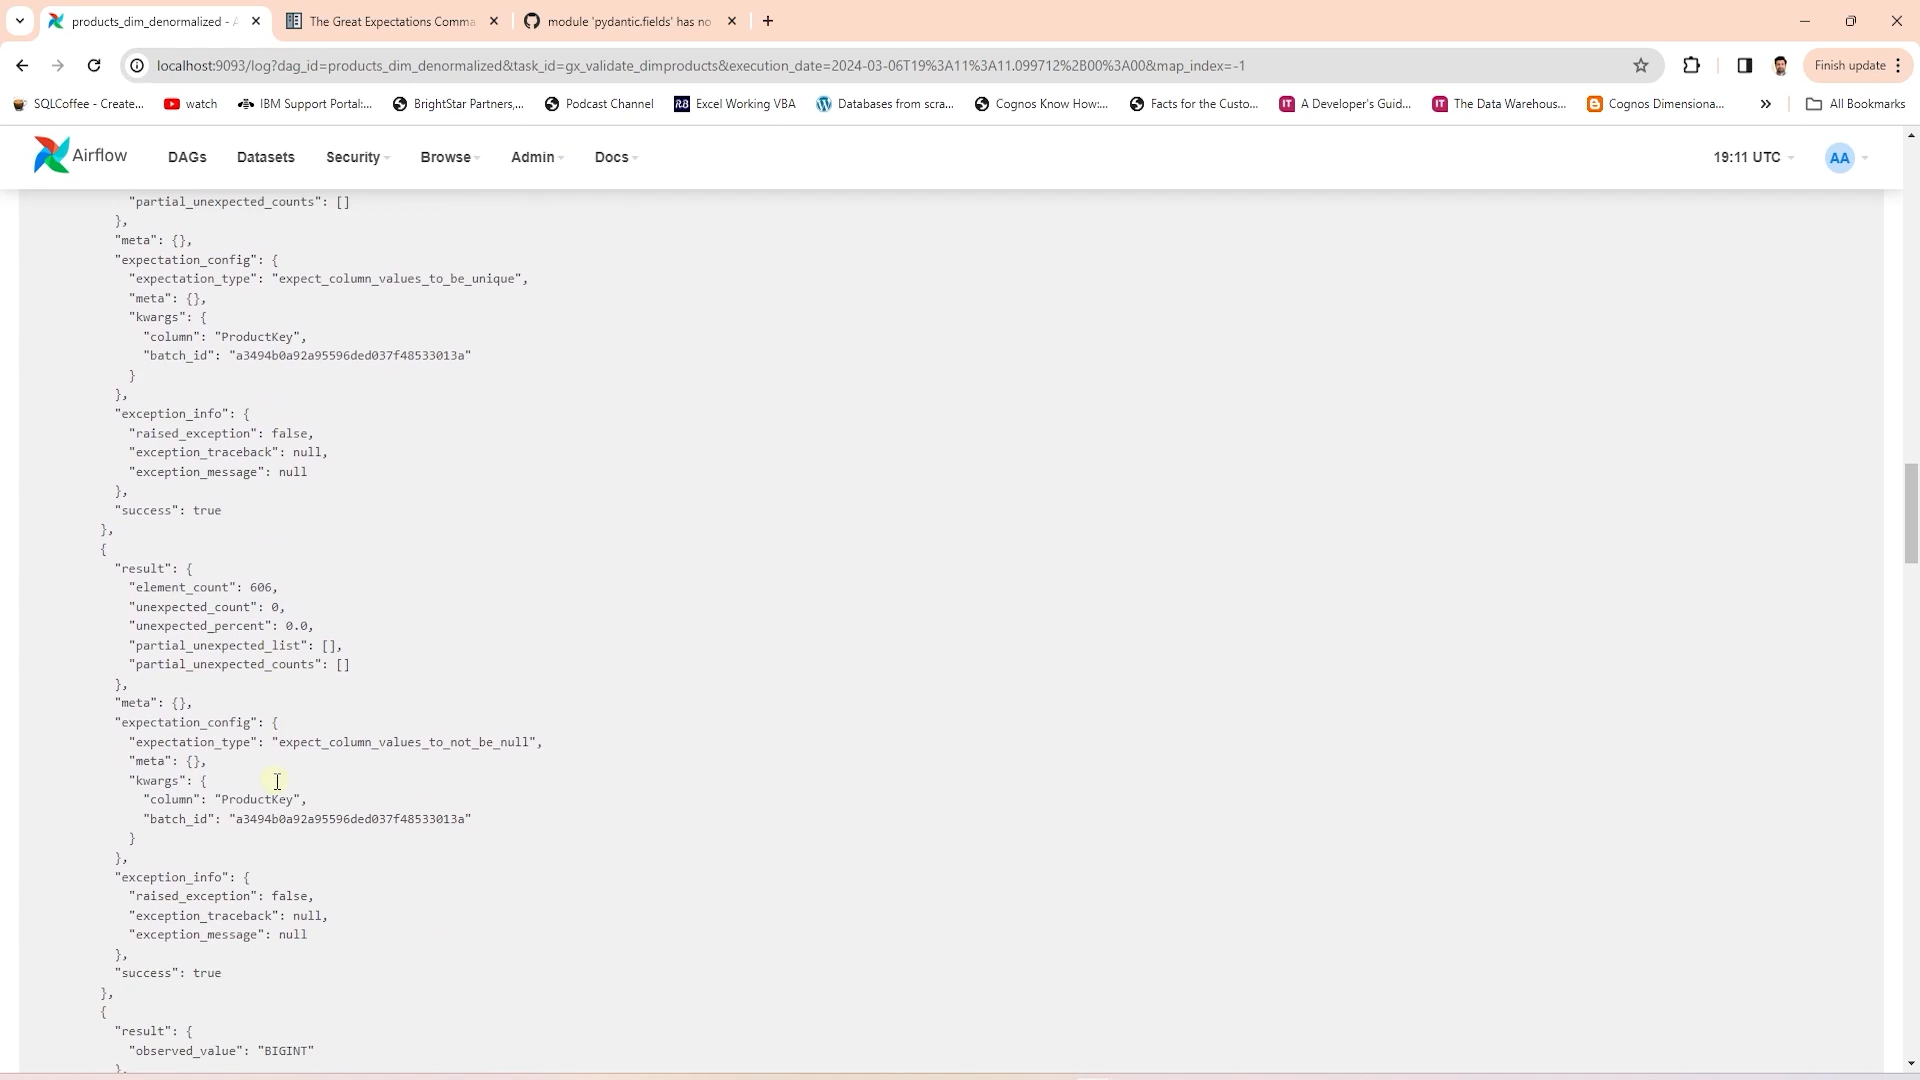 products_dim_denormalized - A
The Great Expectations Comma
module 'pydantic.fields' has no
localhost:9093/log?dag_id=products_dim_denormalized&task_id=gx_validate_dimproducts&execution_date=2024-03-06T19%3A11%3A11.099712%2B00%3A00&map_index=-1
Finish update
SQLCoffee - Create...
watch
IBM Support Portal:...
BrightStar Partners,...
Podcast Channel
Excel Working VBA
Databases from scra...
Cognos Know How:...
Facts for the Custo...
A Developer's Guid...
The Data Warehous...
Cognos Dimensiona...
All Bookmarks
Airflow
DAGs
Datasets
Security
Browse
Admin
Docs
19:11 UTC
AA
"partial_unexpected_counts": []
},
"meta": {},
"expectation_config": {
"expectation_type": "expect_column_values_to_be_unique",
"meta": {},
"kwargs": {
"column": "ProductKey",
"batch_id": "a3494b0a92a95596ded037f48533013a"
}
},
"exception_info": {
"raised_exception": false,
"exception_traceback": null,
"exception_message": null
},
"success": true
},
{
"result": {
"element_count": 606,
"unexpected_count": 0,
"unexpected_percent": 0.0,
"partial_unexpected_list": [],
"partial_unexpected_counts": []
},
"meta": {},
"expectation_config": {
"expectation_type": "expect_column_values_to_not_be_null",
"meta": {},
"kwargs": {
"column": "ProductKey",
"batch_id": "a3494b0a92a95596ded037f48533013a"
}
},
"exception_info": {
"raised_exception": false,
"exception_traceback": null,
"exception_message": null
},
"success": true
},
{
"result": {
"observed_value": "BIGINT"
},